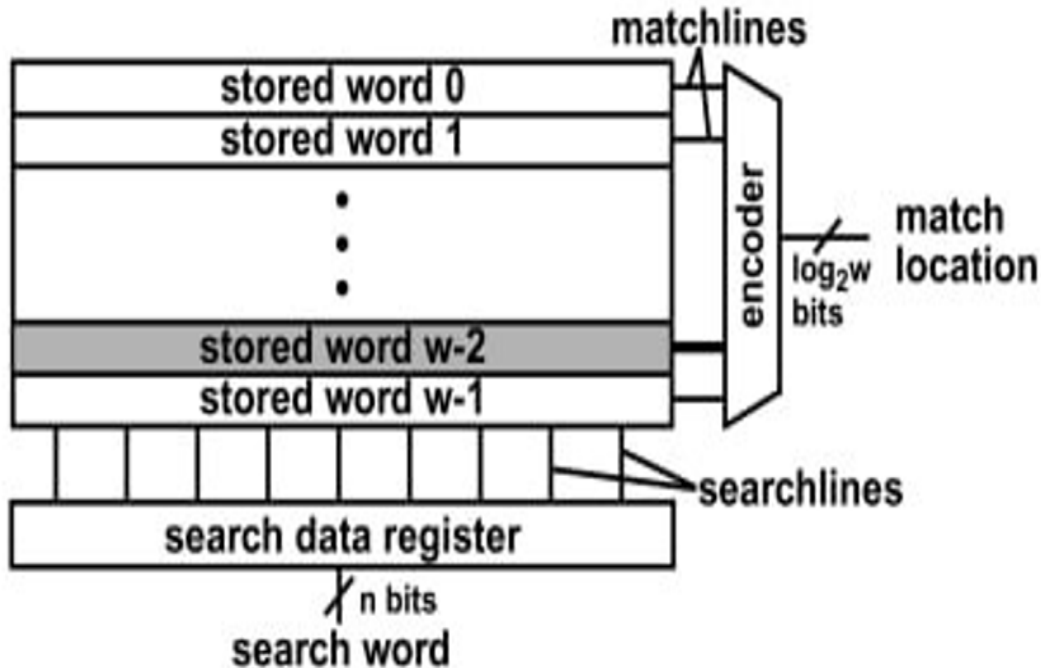 matchlines
stored word 0
stored word 1
encoder
match
location
log₂w
bits
stored word w-2
stored word w-1
searchlines
search data register
n bits
search word